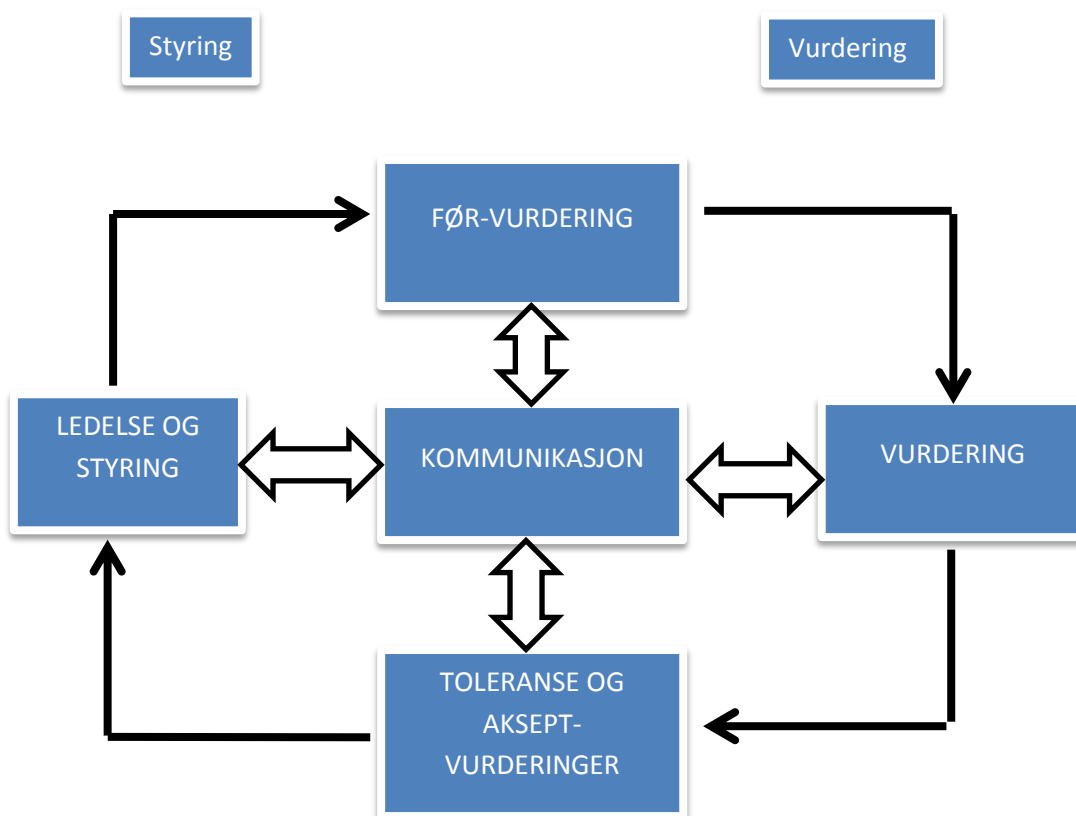 Styring
Vurdering
FØR-VURDERING
LEDELSE OG
STYRING
KOMMUNIKASJON
VURDERING
TOLERANSE OG
AKSEPT-
VURDERINGER